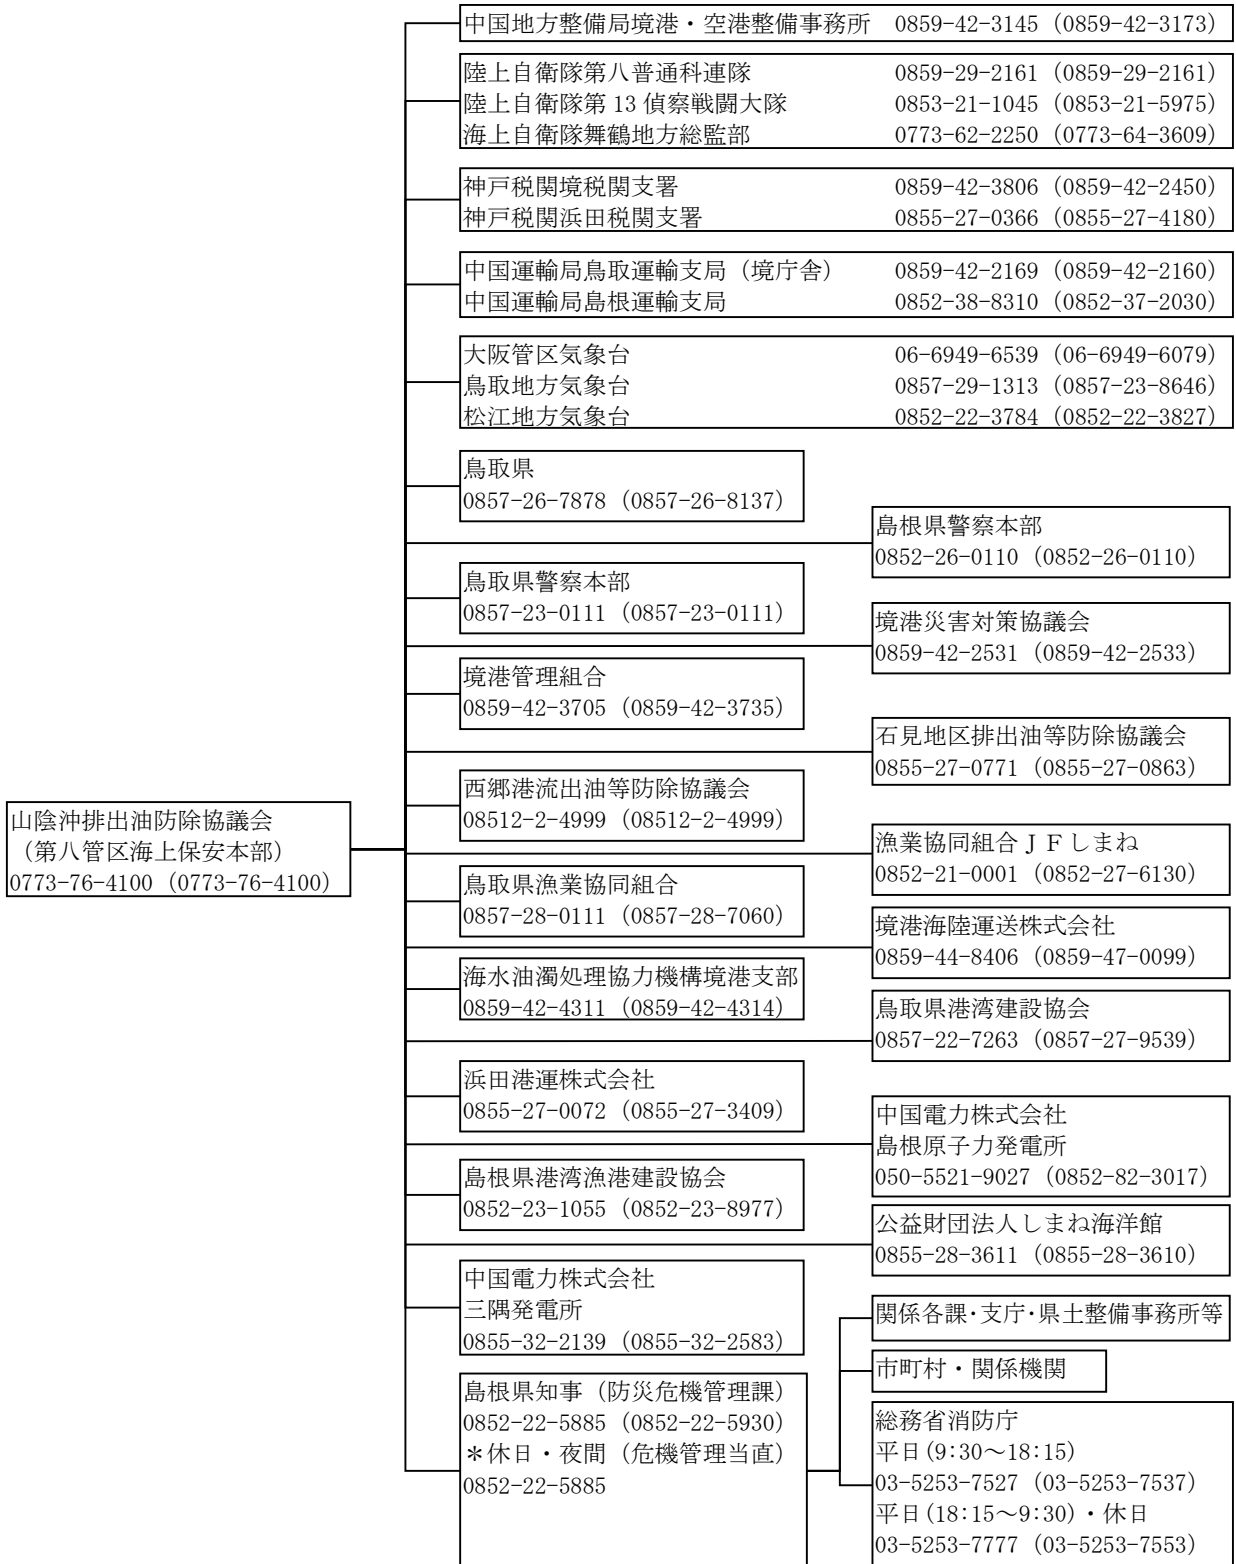 中国地方整備局境港・空港整備事務所 0859-42-3145（0859-42-3173）
陸上自衛隊第八普通科連隊 0859-29-2161（0859-29-2161）
陸上自衛隊第 13 偵察戦闘大隊 0853-21-1045（0853-21-5975）
海上自衛隊舞鶴地方総監部 0773-62-2250（0773-64-3609）
神戸税関境税関支署 0859-42-3806（0859-42-2450）
神戸税関浜田税関支署 0855-27-0366（0855-27-4180）
中国運輸局鳥取運輸支局（境庁舎） 0859-42-2169（0859-42-2160）
中国運輸局島根運輸支局 0852-38-8310（0852-37-2030）
大阪管区気象台 06-6949-6539（06-6949-6079）
鳥取地方気象台 0857-29-1313（0857-23-8646）
松江地方気象台 0852-22-3784（0852-22-3827）
鳥取県
0857-26-7878（0857-26-8137）
島根県警察本部
0852-26-0110（0852-26-0110）
鳥取県警察本部
0857-23-0111（0857-23-0111）
境港災害対策協議会
0859-42-2531（0859-42-2533）
境港管理組合
0859-42-3705（0859-42-3735）
石見地区排出油等防除協議会
0855-27-0771（0855-27-0863）
西郷港流出油等防除協議会
08512-2-4999（08512-2-4999）
山陰沖排出油防除協議会
（第八管区海上保安本部）
0773-76-4100（0773-76-4100）
漁業協同組合ＪＦしまね
0852-21-0001（0852-27-6130）
鳥取県漁業協同組合
0857-28-0111（0857-28-7060）
境港海陸運送株式会社
0859-44-8406（0859-47-0099）
海水油濁処理協力機構境港支部
0859-42-4311（0859-42-4314）
鳥取県港湾建設協会
0857-22-7263（0857-27-9539）
浜田港運株式会社
0855-27-0072（0855-27-3409）
中国電力株式会社
島根原子力発電所
050-5521-9027（0852-82-3017）
島根県港湾漁港建設協会
0852-23-1055（0852-23-8977）
公益財団法人しまね海洋館
0855-28-3611（0855-28-3610）
中国電力株式会社
三隅発電所
0855-32-2139（0855-32-2583）
関係各課・支庁・県土整備事務所等
市町村・関係機関
島根県知事（防災危機管理課）
0852-22-5885（0852-22-5930）
＊休日・夜間（危機管理当直）
0852-22-5885
総務省消防庁
平日(9:30～18:15)
03-5253-7527（03-5253-7537）
平日(18:15～9:30)・休日
03-5253-7777（03-5253-7553）